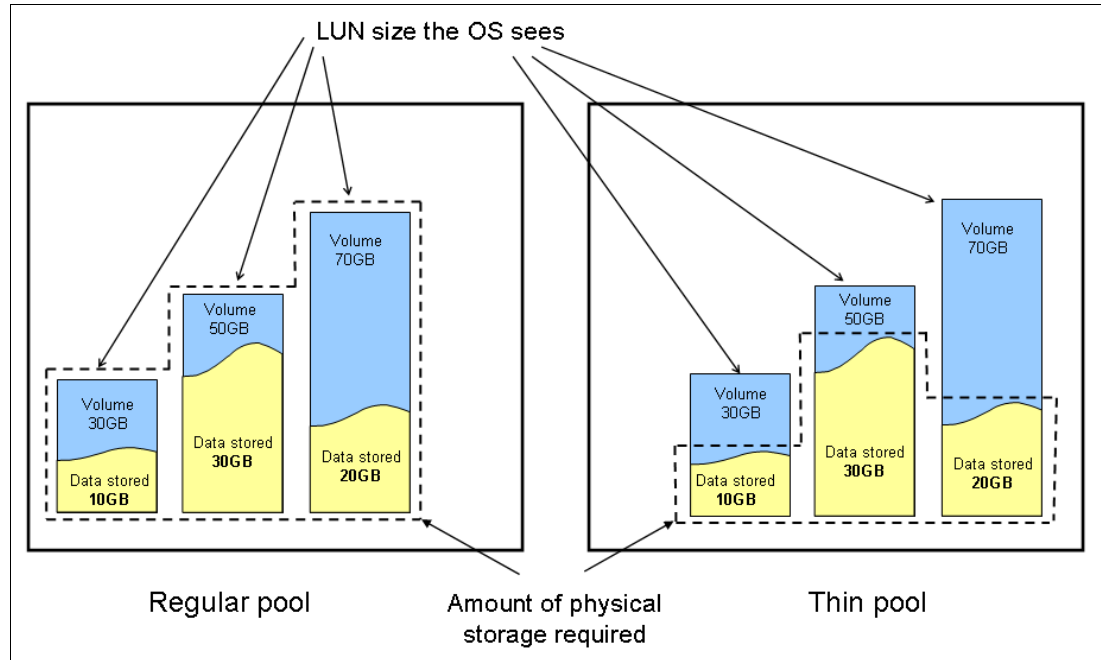 LUN size the OS sees
Volume
30GB
Data stored
10GB
Volume
50GB
Data stored
30GB
Volume
70GB
Data stored
20GB
Volume
30GB
Data stored
10GB
Volume
50GB
Data stored
30GB
Volume
70GB
Data stored
20GB
Regular pool
Amount of physical
storage required
Thin pool